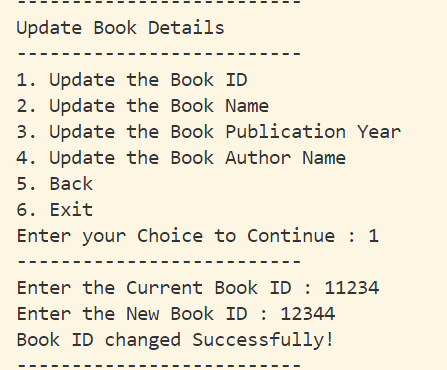 --------------------------
Update Book Details
--------------------------
1. Update the Book ID
2. Update the Book Name
3. Update the Book Publication Year
4. Update the Book Author Name
5. Back
6. Exit
Enter your Choice to Continue : 1
--------------------------
Enter the Current Book ID : 11234
Enter the New Book ID : 12344
Book ID changed Successfully!
--------------------------